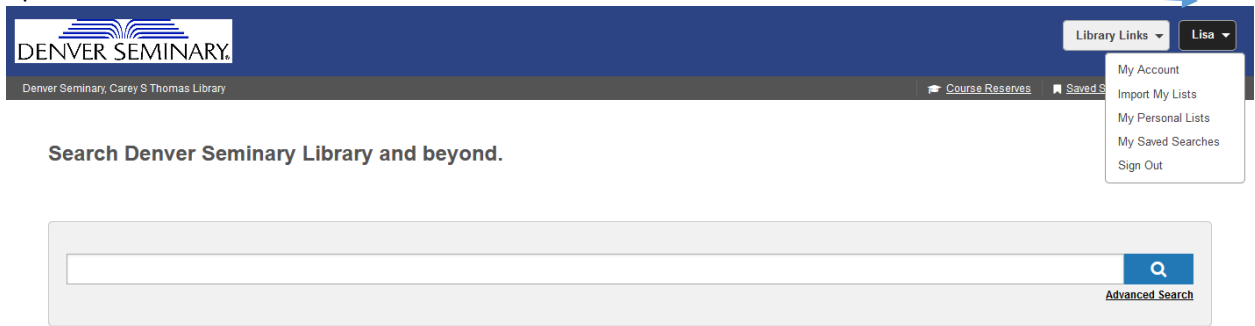 DENVER SEMINARY®
Library Links
Lisa
Denver Seminary, Carey S Thomas Library
Course Reserves
Saved S
My Account
Import My Lists
My Personal Lists
My Saved Searches
Sign Out
Search Denver Seminary Library and beyond.
Advanced Search